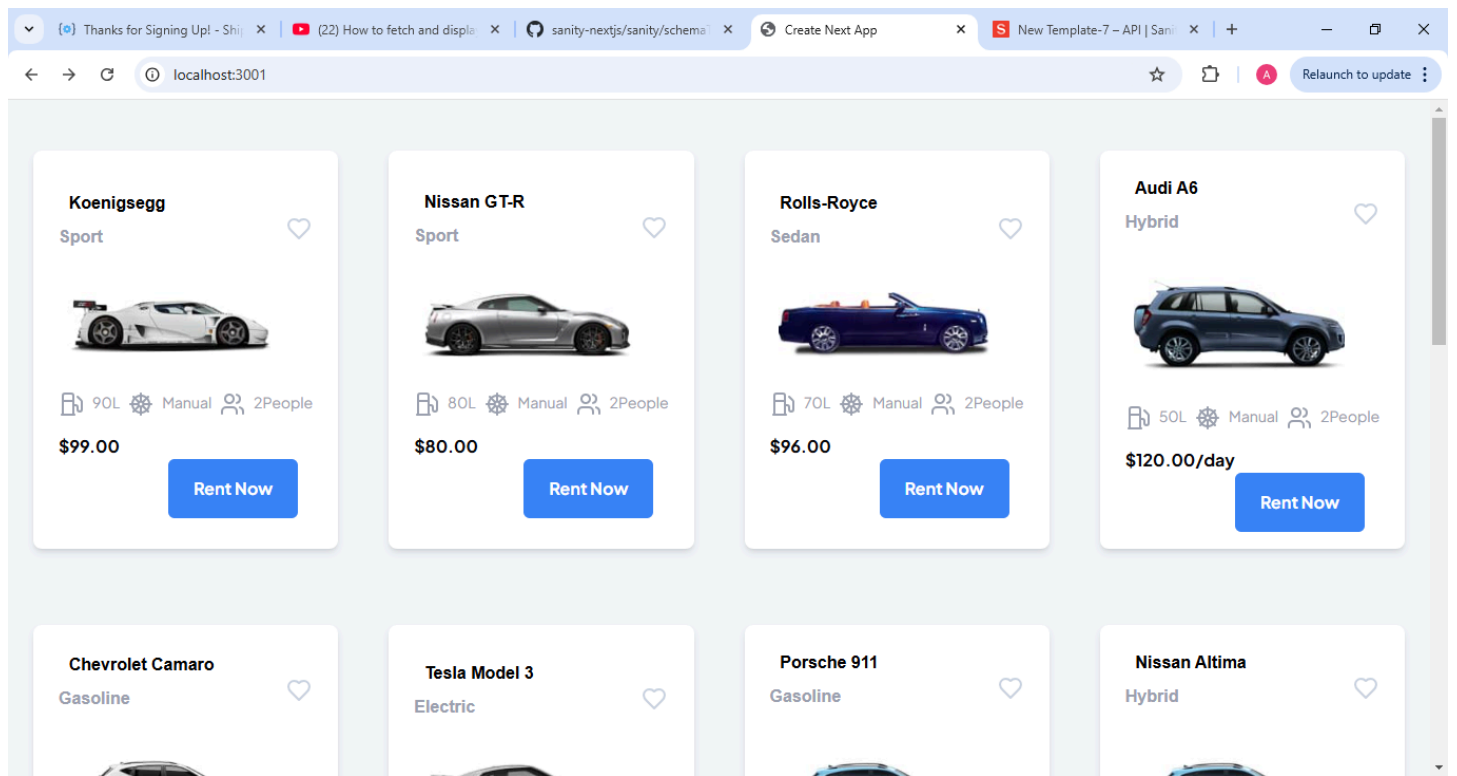 Thanks for Signing Up! - Ship
(22) How to fetch and displa
sanity-nextjs/sanity/schemaT
Create Next App
S New Template-7 – API | Sani
localhost:3001
A
Relaunch to update
Koenigsegg
Sport
90L Manual 2People
$99.00
Rent Now
Nissan GT-R
Sport
80L Manual 2People
$80.00
Rent Now
Rolls-Royce
Sedan
70L Manual 2People
$96.00
Rent Now
Audi A6
Hybrid
50L Manual 2People
$120.00/day
Rent Now
Chevrolet Camaro
Gasoline
Tesla Model 3
Electric
Porsche 911
Gasoline
Nissan Altima
Hybrid